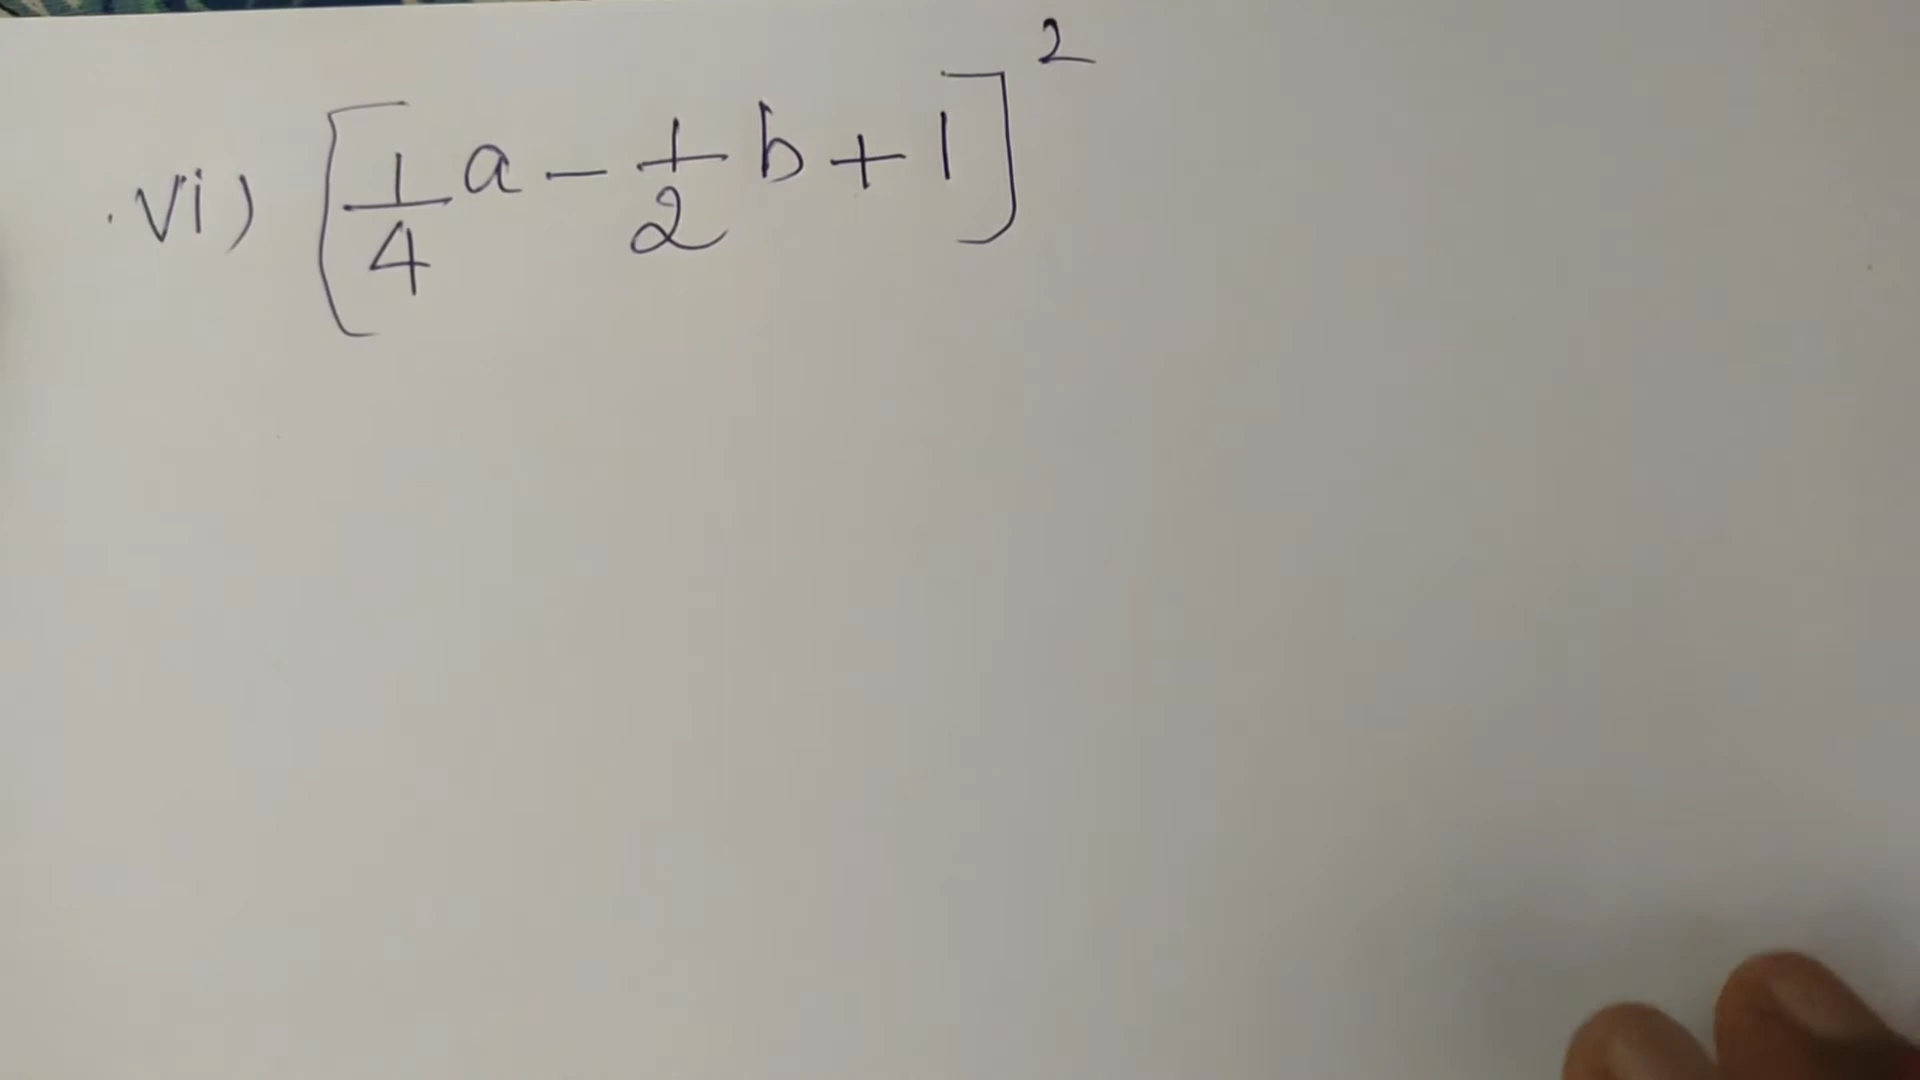 vi) [1/4 a - 1/2 b + 1]²